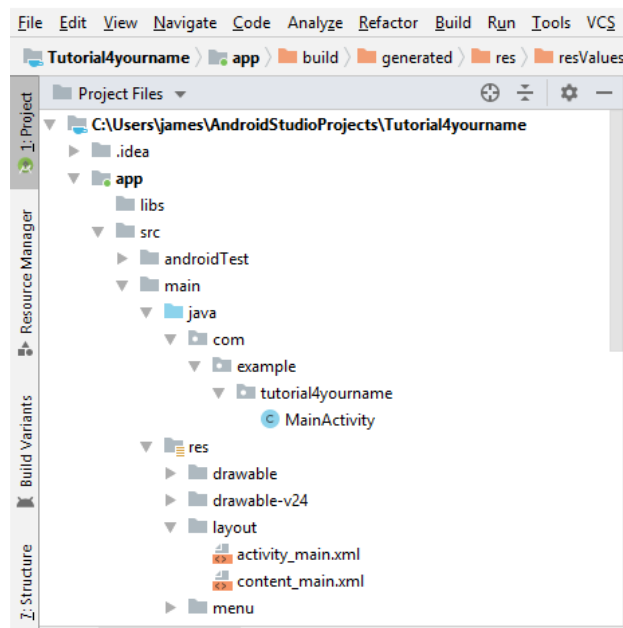 File Edit View Navigate Code Analyze Refactor Build Run Tools VCS
Tutorial4yourname app build generated res resValues
Project Files
1: Project
Resource Manager
Build Variants
Z: Structure
C:\Users\james\AndroidStudioProjects\Tutorial4yourname
.idea
app
libs
src
androidTest
main
java
com
example
tutorial4yourname
C MainActivity
res
drawable
drawable-v24
layout
activity_main.xml
content_main.xml
menu